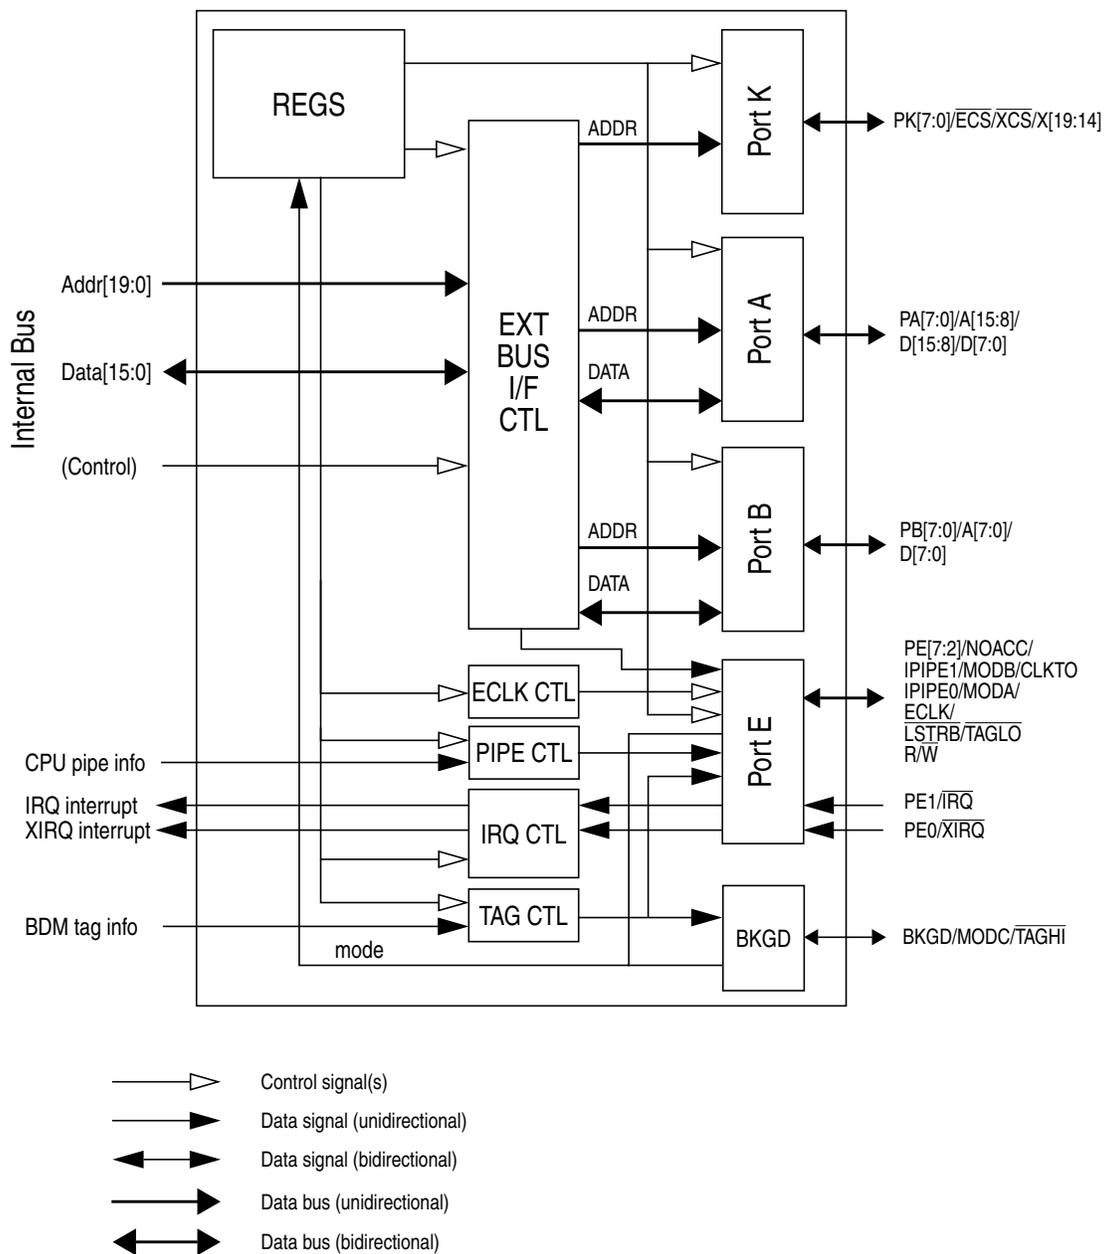 REGS
Port K
PK[7:0]/ECS/XCS/X[19:14]
ADDR
Internal Bus
Addr[19:0]
Data[15:0]
(Control)
EXT
BUS
I/F
CTL
ADDR
DATA
Port A
PA[7:0]/A[15:8]/
D[15:8]/D[7:0]
ADDR
DATA
Port B
PB[7:0]/A[7:0]/
D[7:0]
ECLK CTL
PIPE CTL
CPU pipe info
IRQ interrupt
XIRQ interrupt
IRQ CTL
Port E
PE[7:2]/NOACC/
IPIPE1/MODB/CLKTO
IPIPE0/MODA/
ECLK/
LSTRB/TAGLO
R/W
PE1/IRQ
PE0/XIRQ
BDM tag info
TAG CTL
mode
BKGD
BKGD/MODC/TAGHI
Control signal(s)
Data signal (unidirectional)
Data signal (bidirectional)
Data bus (unidirectional)
Data bus (bidirectional)